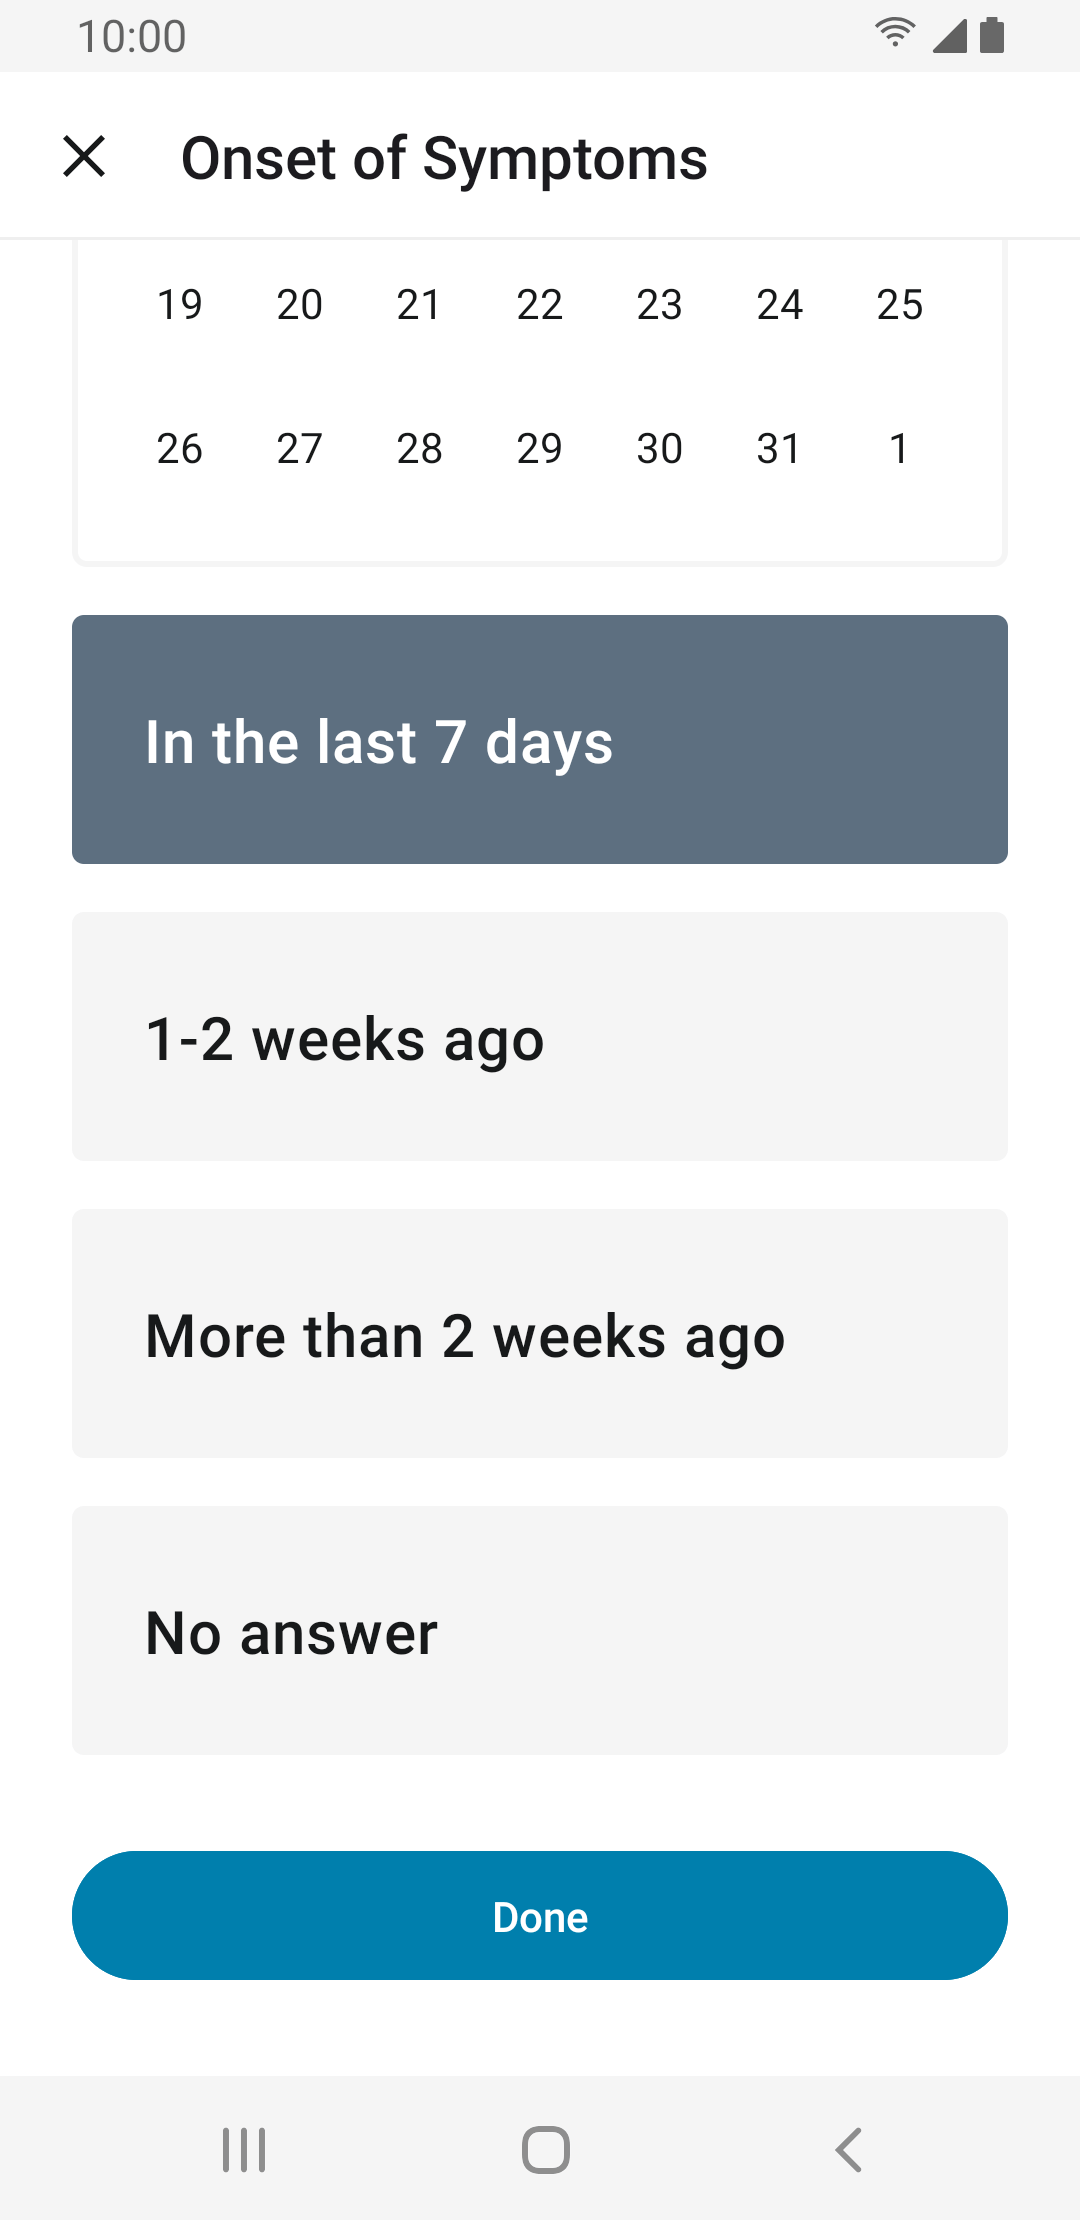 10:00
Onset of Symptoms
19 20 21 22 23 24 25
26 27 28 29 30 31 1
In the last 7 days
1-2 weeks ago
More than 2 weeks ago
No answer
Done